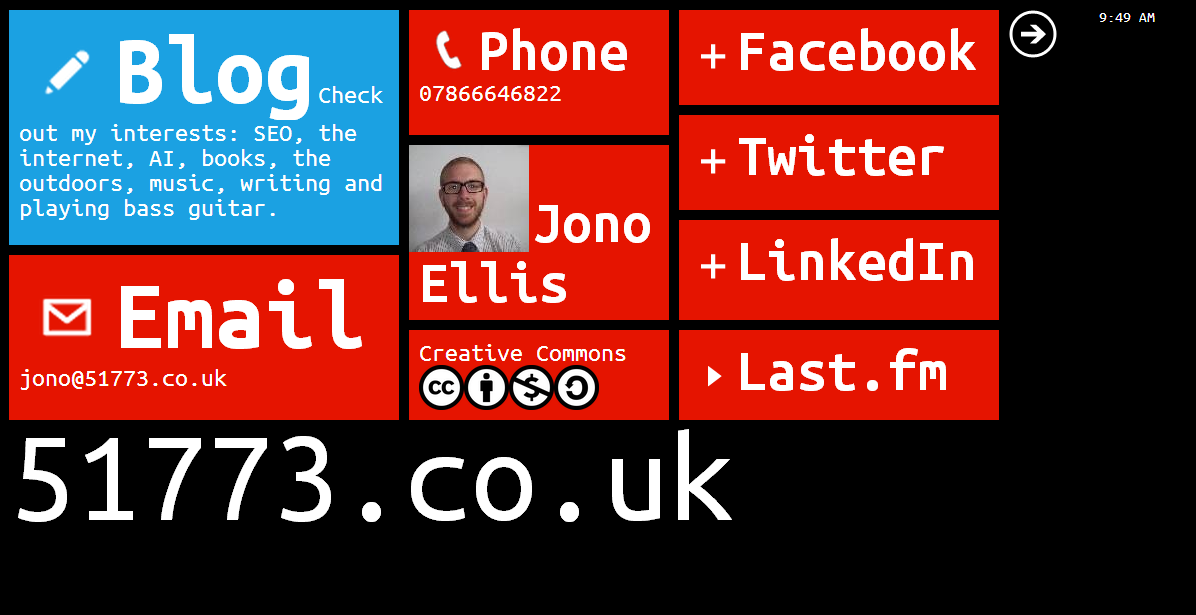 Blog Check
out my interests: SEO, the
internet, AI, books, the
outdoors, music, writing and
playing bass guitar.
Email
jono@51773.co.uk
Phone
07866646822
Jono
Ellis
Creative Commons
cc
+ Facebook
+ Twitter
+ LinkedIn
Last.fm
9:49 AM
51773.co.uk